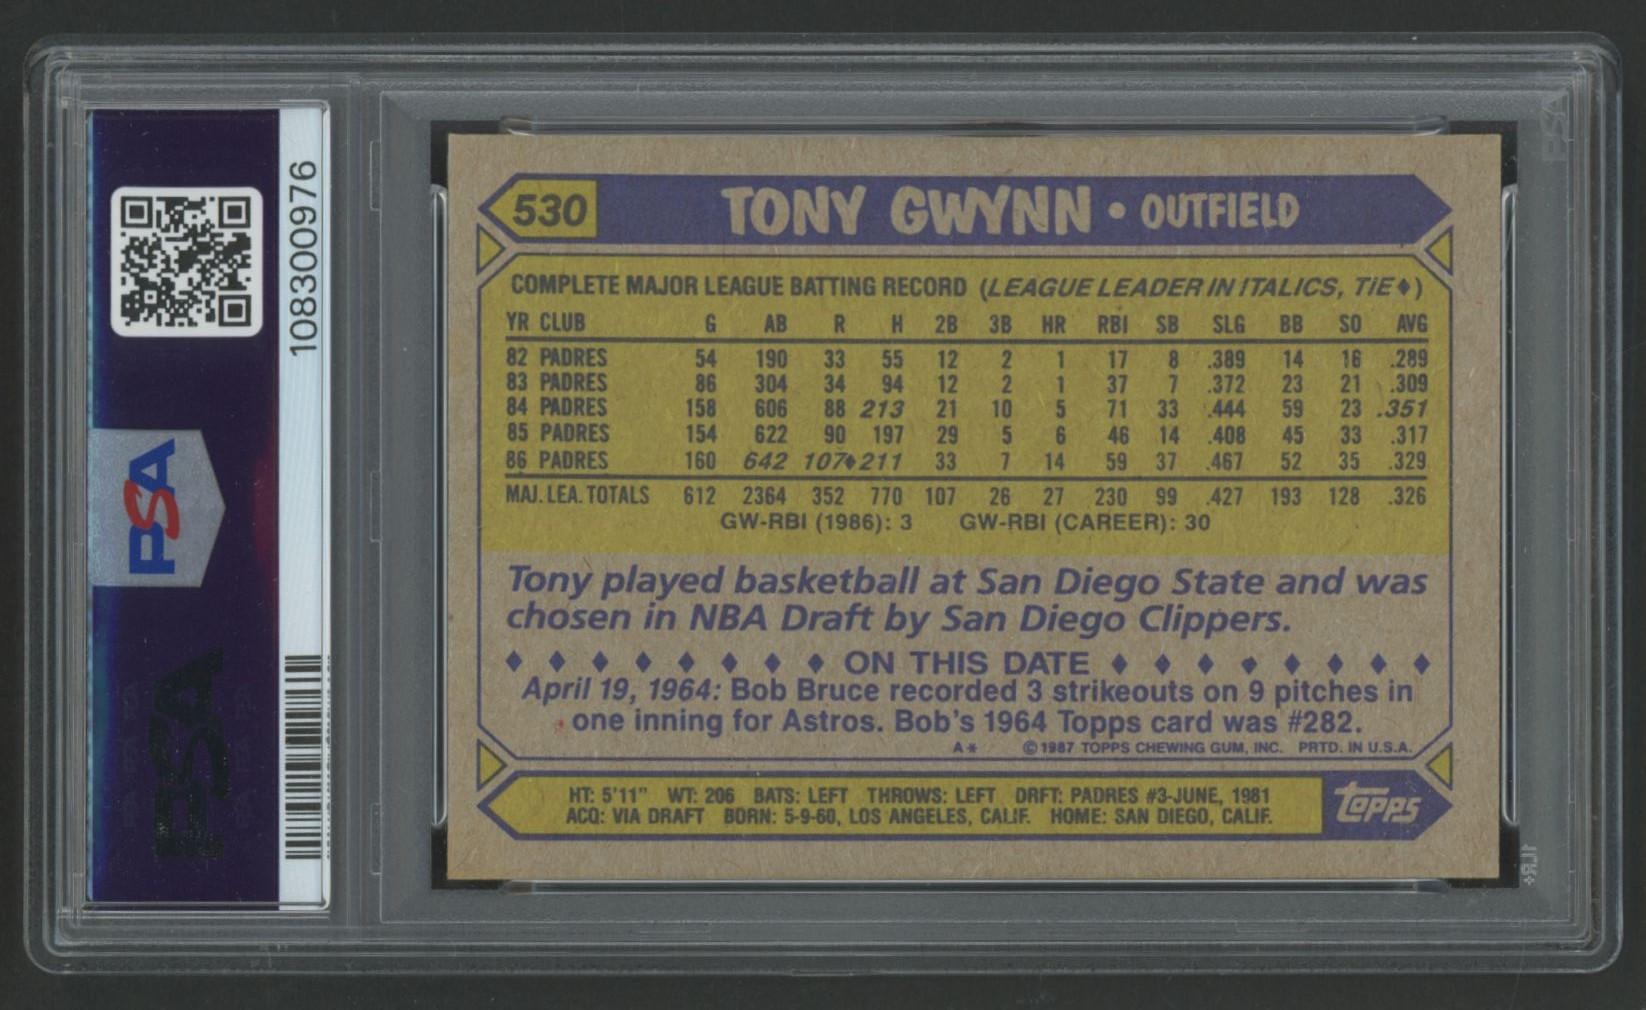 530 TONY GWYNN • OUTFIELD
COMPLETE MAJOR LEAGUE BATTING RECORD (LEAGUE LEADER IN ITALICS, TIE♦)
YR CLUB G AB R H 2B 3B HR RBI SB SLG BB SO AVG
82 PADRES 54 190 33 55 12 2 1 17 8 .389 14 16 .289
83 PADRES 86 304 34 94 12 2 1 37 7 .372 23 21 .309
84 PADRES 158 606 88 213 21 10 5 71 33 .444 59 23 .351
85 PADRES 154 622 90 197 29 5 6 46 14 .408 45 33 .317
86 PADRES 160 642 107♦ 211 33 7 14 59 37 .467 52 35 .329
MAJ. LEA. TOTALS 612 2364 352 770 107 26 27 230 99 .427 193 128 .326
GW-RBI (1986): 3 GW-RBI (CAREER): 30
Tony played basketball at San Diego State and was
chosen in NBA Draft by San Diego Clippers.
♦ ♦ ♦ ♦ ♦ ♦ ♦ ♦ ON THIS DATE ♦ ♦ ♦ ♦ ♦ ♦ ♦ ♦
April 19, 1964: Bob Bruce recorded 3 strikeouts on 9 pitches in
one inning for Astros. Bob's 1964 Topps card was #282.
A* © 1987 TOPPS CHEWING GUM, INC. PRTD. IN U.S.A.
HT: 5'11" WT: 206 BATS: LEFT THROWS: LEFT DRFT: PADRES #3-JUNE, 1981
ACQ: VIA DRAFT BORN: 5-9-60, LOS ANGELES, CALIF. HOME: SAN DIEGO, CALIF.
topps
108300976
PSA
PSA
PSA